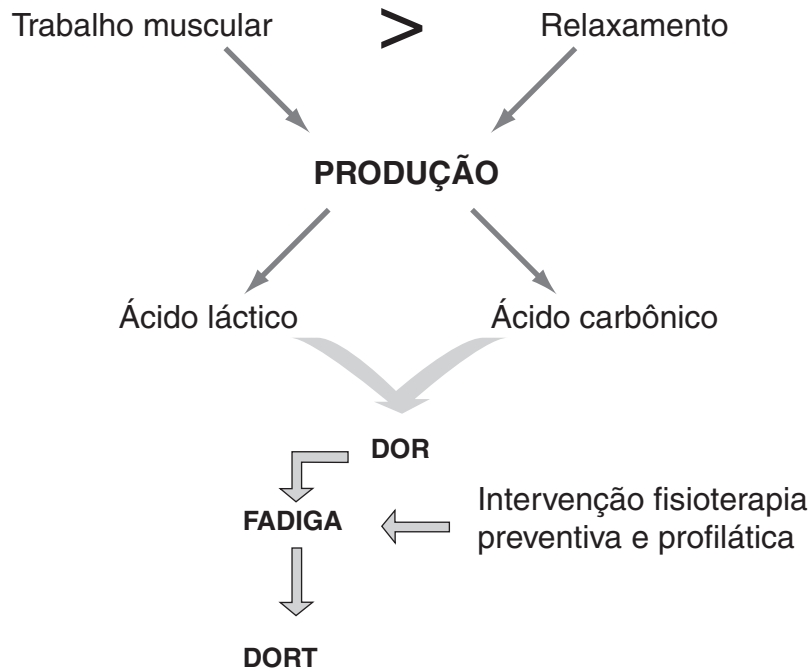 Trabalho muscular > Relaxamento
PRODUÇÃO
Ácido láctico Ácido carbônico
DOR
FADIGA
Intervenção fisioterapia
preventiva e profilática
DORT